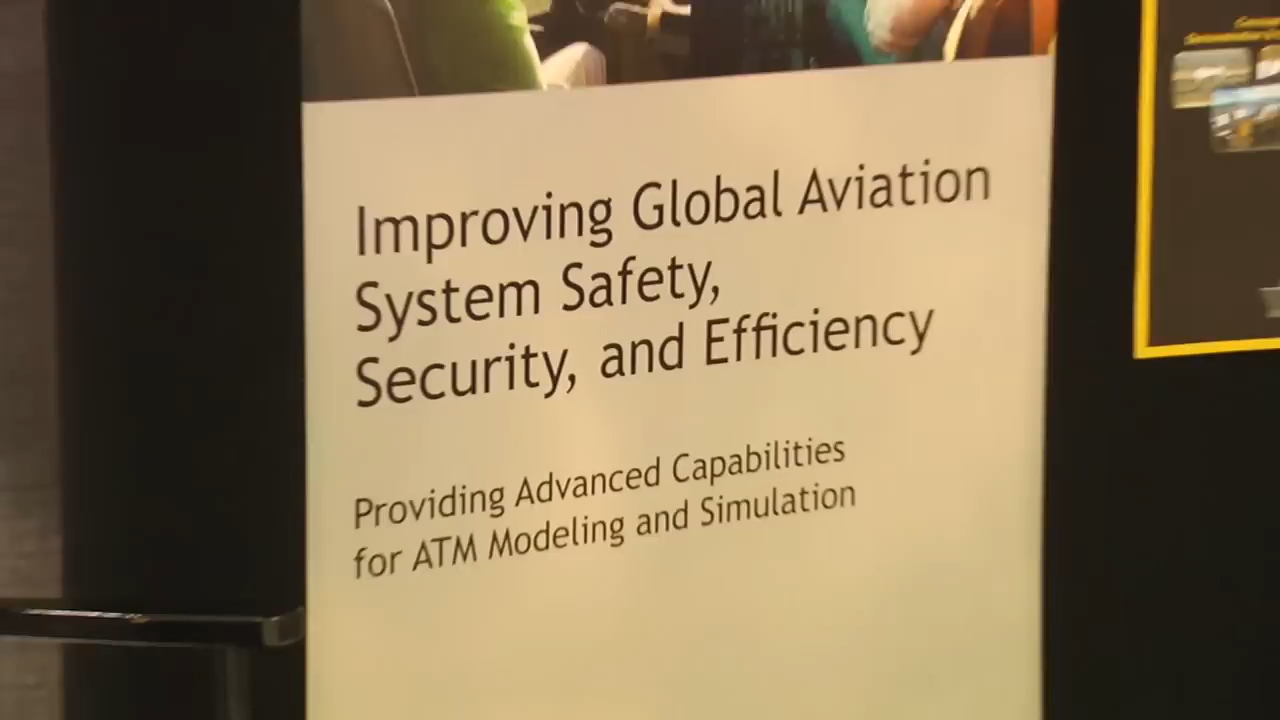 Improving Global Aviation
System Safety,
Security, and Efficiency
Providing Advanced Capabilities
for ATM Modeling and Simulation